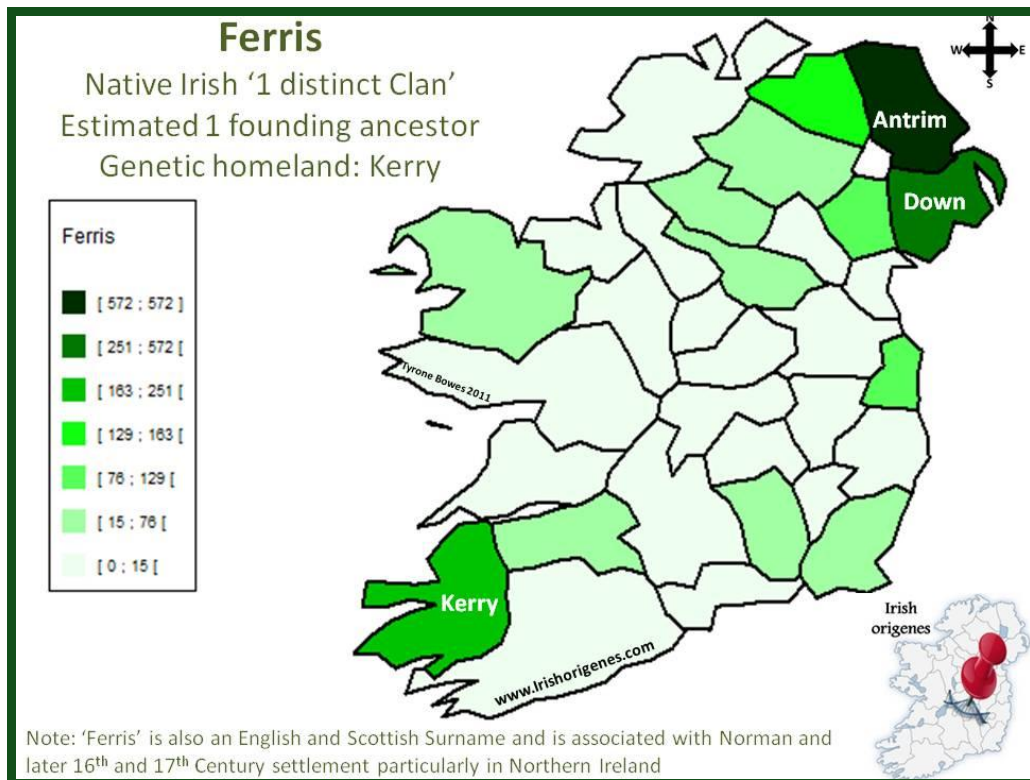 Ferris
Native Irish ‘1 distinct Clan’
Estimated 1 founding ancestor
Genetic homeland: Kerry
N
W E
S
Antrim
Down
Ferris
[ 572 ; 572 ]
[ 251 ; 572 [
[ 163 ; 251 [
[ 129 ; 163 [
[ 76 ; 129 [
[ 15 ; 76 [
[ 0 ; 15 [
Tyrone Bowes 2011
Kerry
www.Irishorigenes.com
Irish
origenes
Note: ‘Ferris’ is also an English and Scottish Surname and is associated with Norman and
later 16th and 17th Century settlement particularly in Northern Ireland